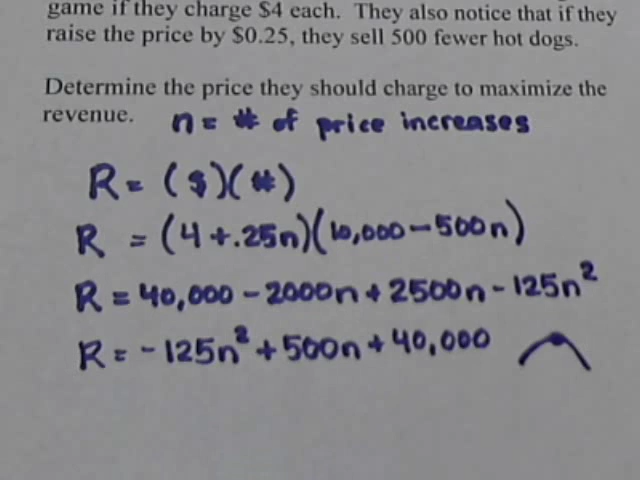 game if they charge $4 each. They also notice that if they
raise the price by $0.25, they sell 500 fewer hot dogs.
Determine the price they should charge to maximize the
revenue. n = # of price increases
R = ($)(#)
R = (4 + .25n)(10,000 - 500n)
R = 40,000 - 2000n + 2500n - 125n²
R = -125n² + 500n + 40,000